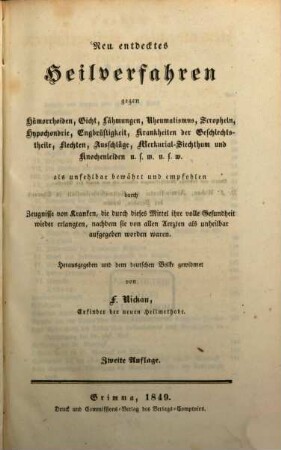 Neu entdecktes
Heilverfahren
gegen
Hämorrhoiden, Gicht, Lähmungen, Rheumatismus, Scropheln,
Hypochondrie, Engbrüstigkeit, Krankheiten der Geschlechts-
theile, Flechten, Ausschläge, Merkurial-Siechthum und
Knochenleiden u. s. w. u. s. w.
als unfehlbar bewährt und empfohlen
durch
Zeugnisse von Kranken, die durch dieses Mittel ihre volle Gesundheit
wieder erlangten, nachdem sie von allen Aerzten als unheilbar
aufgegeben worden waren.
Herausgegeben und dem deutschen Volke gewidmet
von
F. Nickau,
Erfinder der neuen Heilmethode.
Zweite Auflage.
Grimma, 1849.
Druck und Commissions-Verlag des Verlags-Comptoirs.